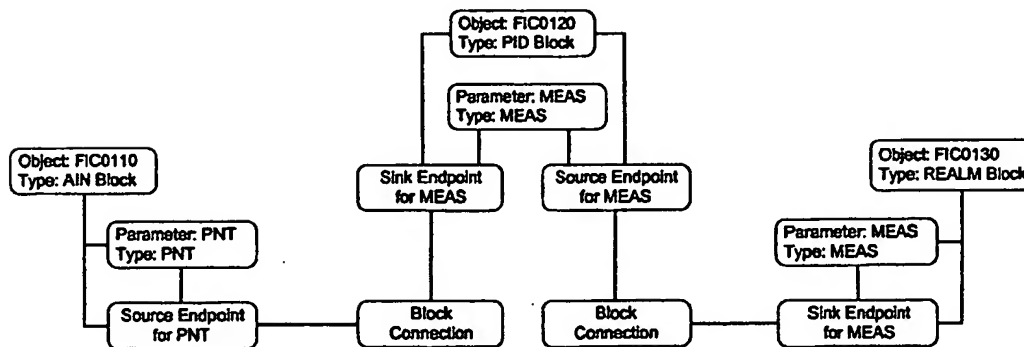 Object: FIC0120
Type: PID Block
Parameter: MEAS
Type: MEAS
Object: FIC0110
Type: AIN Block
Sink Endpoint
for MEAS
Source Endpoint
for MEAS
Object: FIC0130
Type: REALM Block
Parameter: PNT
Type: PNT
Parameter: MEAS
Type: MEAS
Source Endpoint
for PNT
Block
Connection
Block
Connection
Sink Endpoint
for MEAS